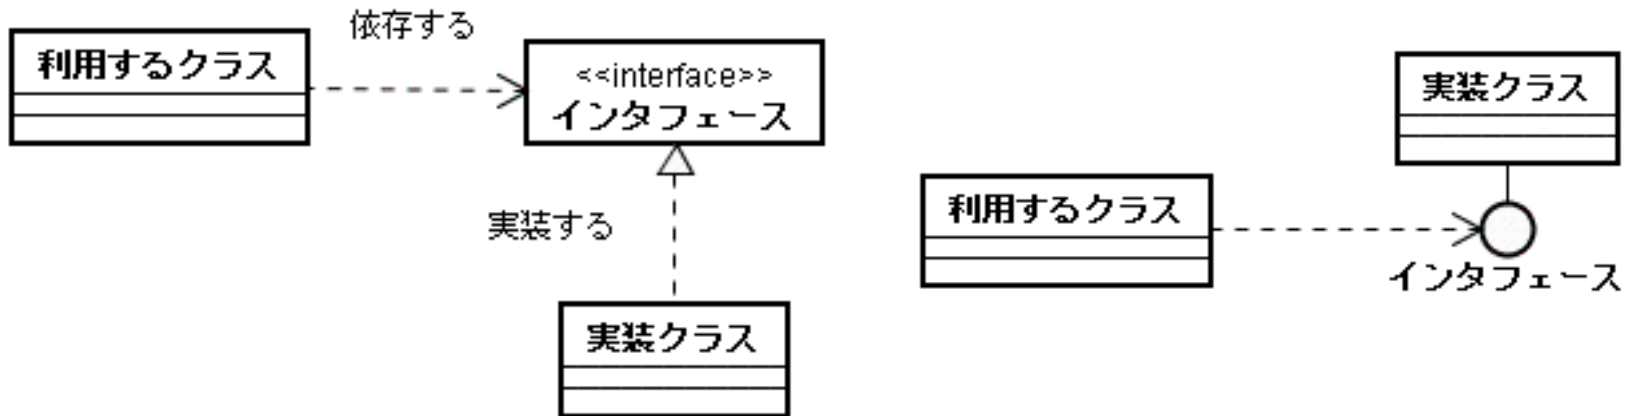 依存する
利用するクラス
<<interface>>
インタフェース
実装する
実装クラス
実装クラス
利用するクラス
インタフェース